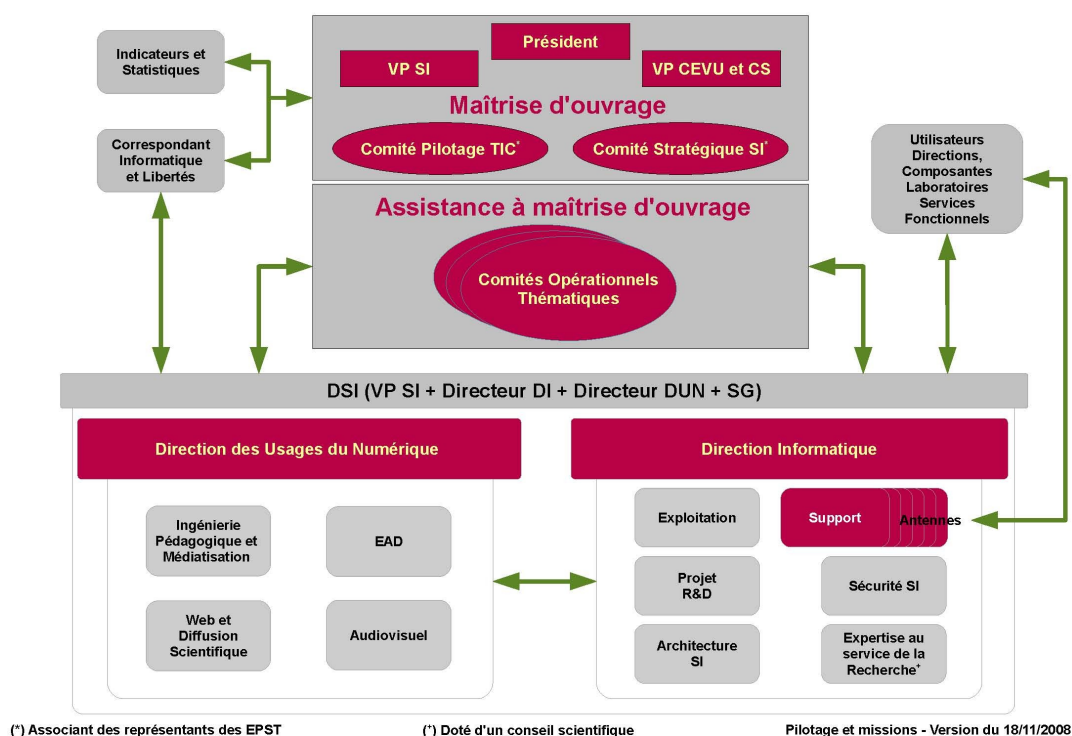 Président
VP SI
VP CEVU et CS
Maîtrise d'ouvrage
Comité Pilotage TIC*
Comité Stratégique SI*
Indicateurs et
Statistiques
Correspondant
Informatique
et Libertés
Utilisateurs
Directions,
Composantes
Laboratoires
Services
Fonctionnels
Assistance à maîtrise d'ouvrage
Comités Opérationnels
Thématiques
DSI (VP SI + Directeur DI + Directeur DUN + SG)
Direction des Usages du Numérique
Ingénierie
Pédagogique et
Médiatisation
EAD
Web et
Diffusion
Scientifique
Audiovisuel
Direction Informatique
Exploitation
Support
Antennes
Projet
R&D
Sécurité SI
Architecture
SI
Expertise au
service de la
Recherche+
(*) Associant des représentants des EPST
(+) Doté d'un conseil scientifique
Pilotage et missions - Version du 18/11/2008